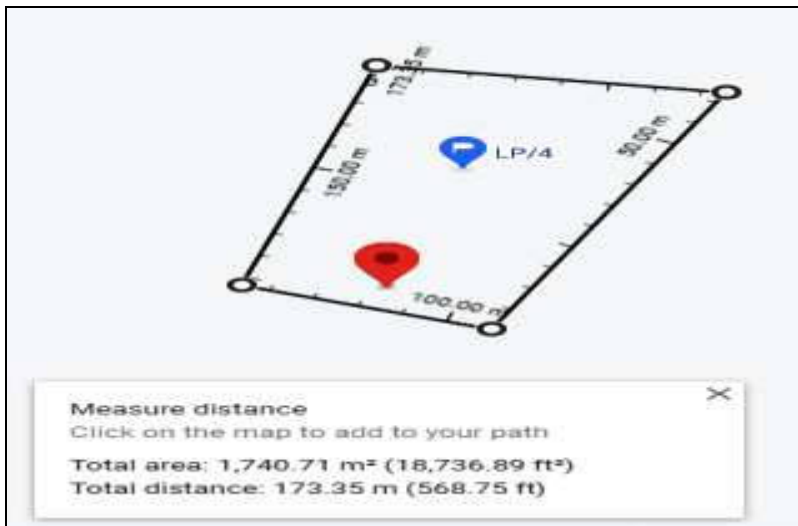 173.35 m
50.00 m
LP/4
150.00 m
100.00 m
Measure distance
Click on the map to add to your path
Total area: 1,740.71 m² (18,736.89 ft²)
Total distance: 173.35 m (568.75 ft)